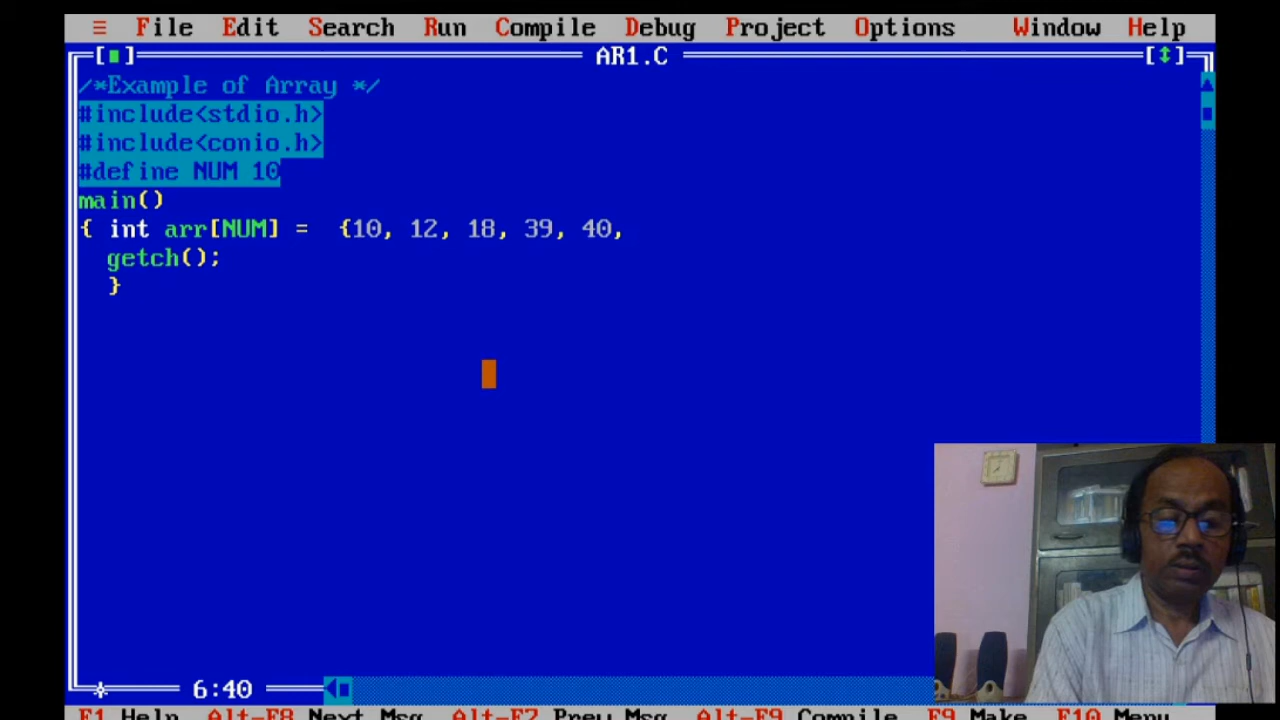 ≡ File Edit Search Run Compile Debug Project Options Window Help
[■] AR1.C [↕]
/*Example of Array */
#include<stdio.h>
#include<conio.h>
#define NUM 10
main()
{ int arr[NUM] =  {10, 12, 18, 39, 40,
getch();
}
6:40
F1 Help Alt-F8 Next Msg Alt-F7 Prev Msg Alt-F9 Compile F9 Make F10 Menu